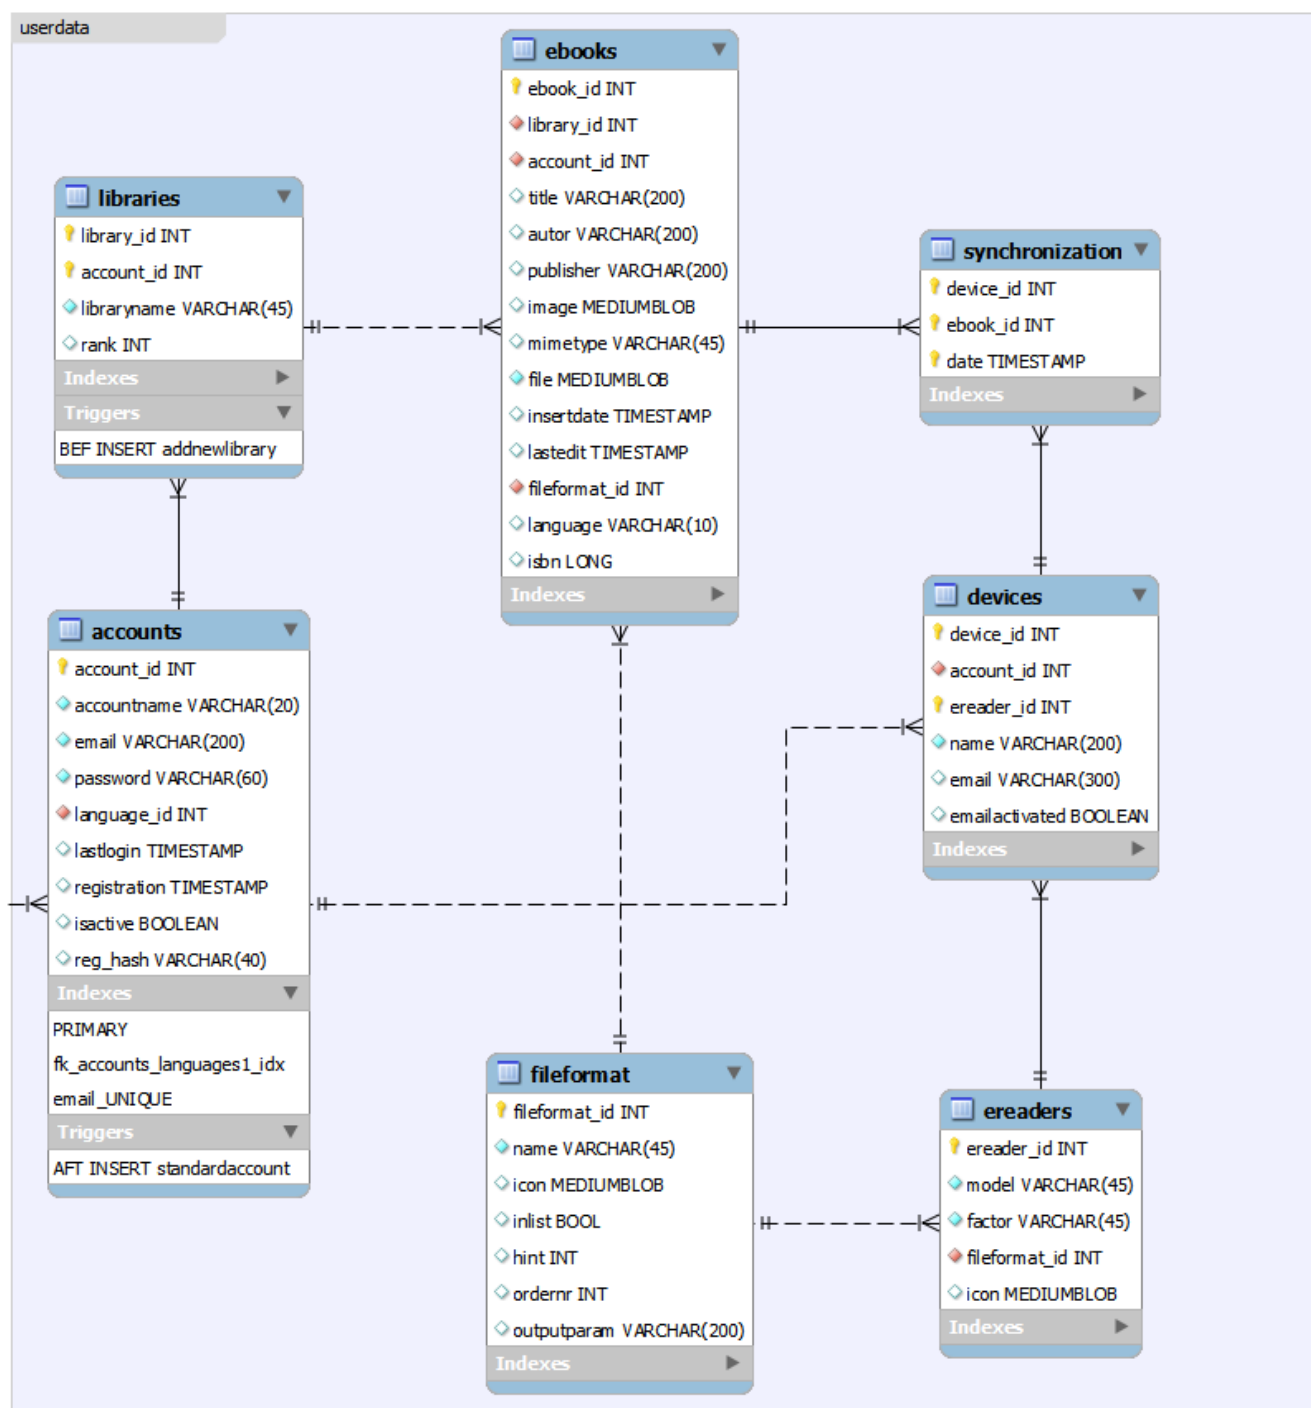 userdata
ebooks
ebook_id INT
library_id INT
account_id INT
title VARCHAR(200)
autor VARCHAR(200)
publisher VARCHAR(200)
image MEDIUMBLOB
mimetype VARCHAR(45)
file MEDIUMBLOB
insertdate TIMESTAMP
lastedit TIMESTAMP
fileformat_id INT
language VARCHAR(10)
isbn LONG
Indexes
libraries
library_id INT
account_id INT
libraryname VARCHAR(45)
rank INT
Indexes
Triggers
BEF INSERT addnewlibrary
synchronization
device_id INT
ebook_id INT
date TIMESTAMP
Indexes
accounts
account_id INT
accountname VARCHAR(20)
email VARCHAR(200)
password VARCHAR(60)
language_id INT
lastlogin TIMESTAMP
registration TIMESTAMP
isactive BOOLEAN
reg_hash VARCHAR(40)
Indexes
PRIMARY
fk_accounts_languages1_idx
email_UNIQUE
Triggers
AFT INSERT standardaccount
devices
device_id INT
account_id INT
ereader_id INT
name VARCHAR(200)
email VARCHAR(300)
emailactivated BOOLEAN
Indexes
fileformat
fileformat_id INT
name VARCHAR(45)
icon MEDIUMBLOB
inlist BOOL
hint INT
ordernr INT
outputparam VARCHAR(200)
Indexes
ereaders
ereader_id INT
model VARCHAR(45)
factor VARCHAR(45)
fileformat_id INT
icon MEDIUMBLOB
Indexes